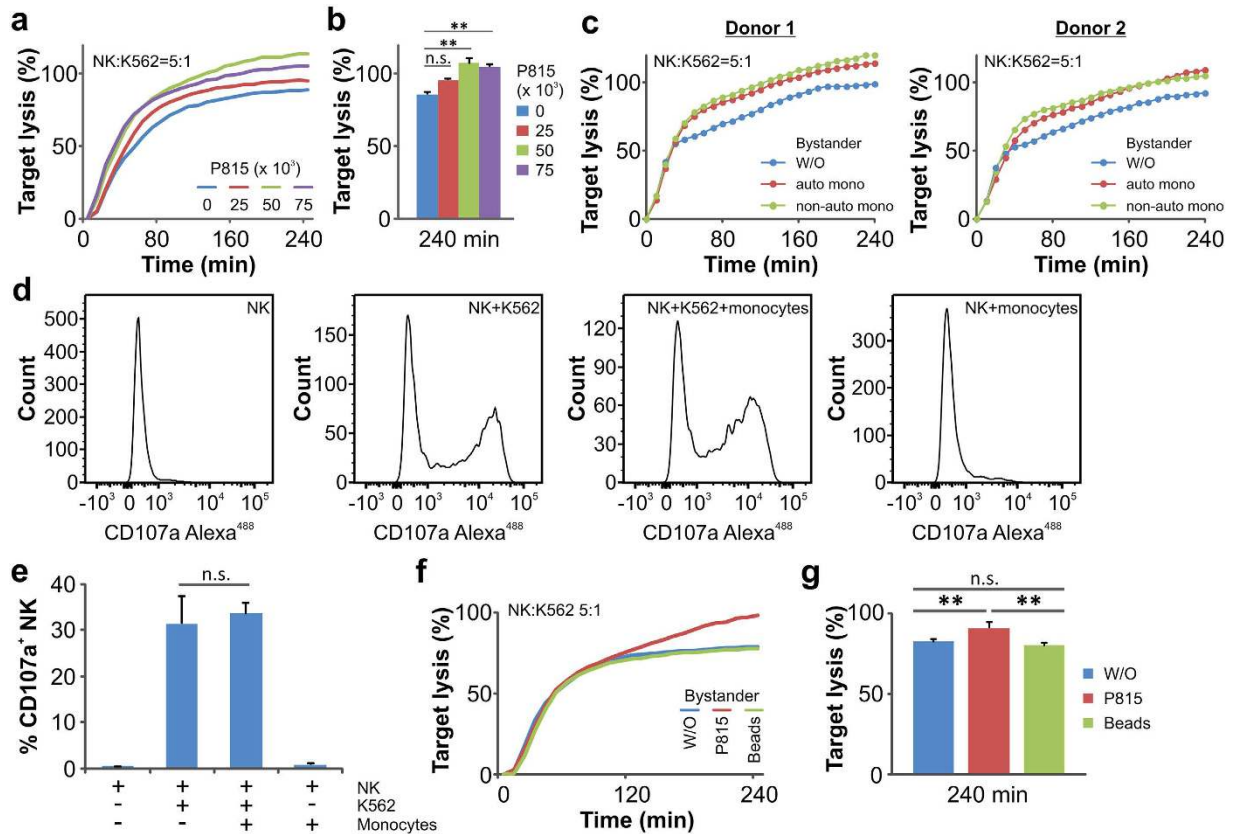 a
Target lysis (%)
100
50
0
NK:K562=5:1
P815 (x 10³)
0 25 50 75
0 80 160 240
Time (min)
b
Target lysis (%)
100
50
0
**
**
n.s.
P815
(x 10³)
0
25
50
75
240 min
c
Donor 1
Target lysis (%)
100
50
0
NK:K562=5:1
Bystander
W/O
auto mono
non-auto mono
0 80 160 240
Time (min)
Donor 2
Target lysis (%)
100
50
0
NK:K562=5:1
Bystander
W/O
auto mono
non-auto mono
0 80 160 240
Time (min)
d
Count
500
400
300
200
100
0
NK
-10³ 0 10³ 10⁴ 10⁵
CD107a Alexa⁴⁸⁸
Count
150
100
50
0
NK+K562
-10³ 0 10³ 10⁴ 10⁵
CD107a Alexa⁴⁸⁸
Count
120
90
60
30
0
NK+K562+monocytes
-10³ 0 10³ 10⁴ 10⁵
CD107a Alexa⁴⁸⁸
Count
300
200
100
0
NK+monocytes
-10³ 0 10³ 10⁴ 10⁵
CD107a Alexa⁴⁸⁸
e
% CD107a⁺ NK
40
30
20
10
0
n.s.
+ + + + NK
- + + - K562
- - + + Monocytes
f
Target lysis (%)
100
50
0
NK:K562 5:1
Bystander
W/O
P815
Beads
0 120 240
Time (min)
g
Target lysis (%)
100
50
0
n.s.
** **
W/O
P815
Beads
240 min